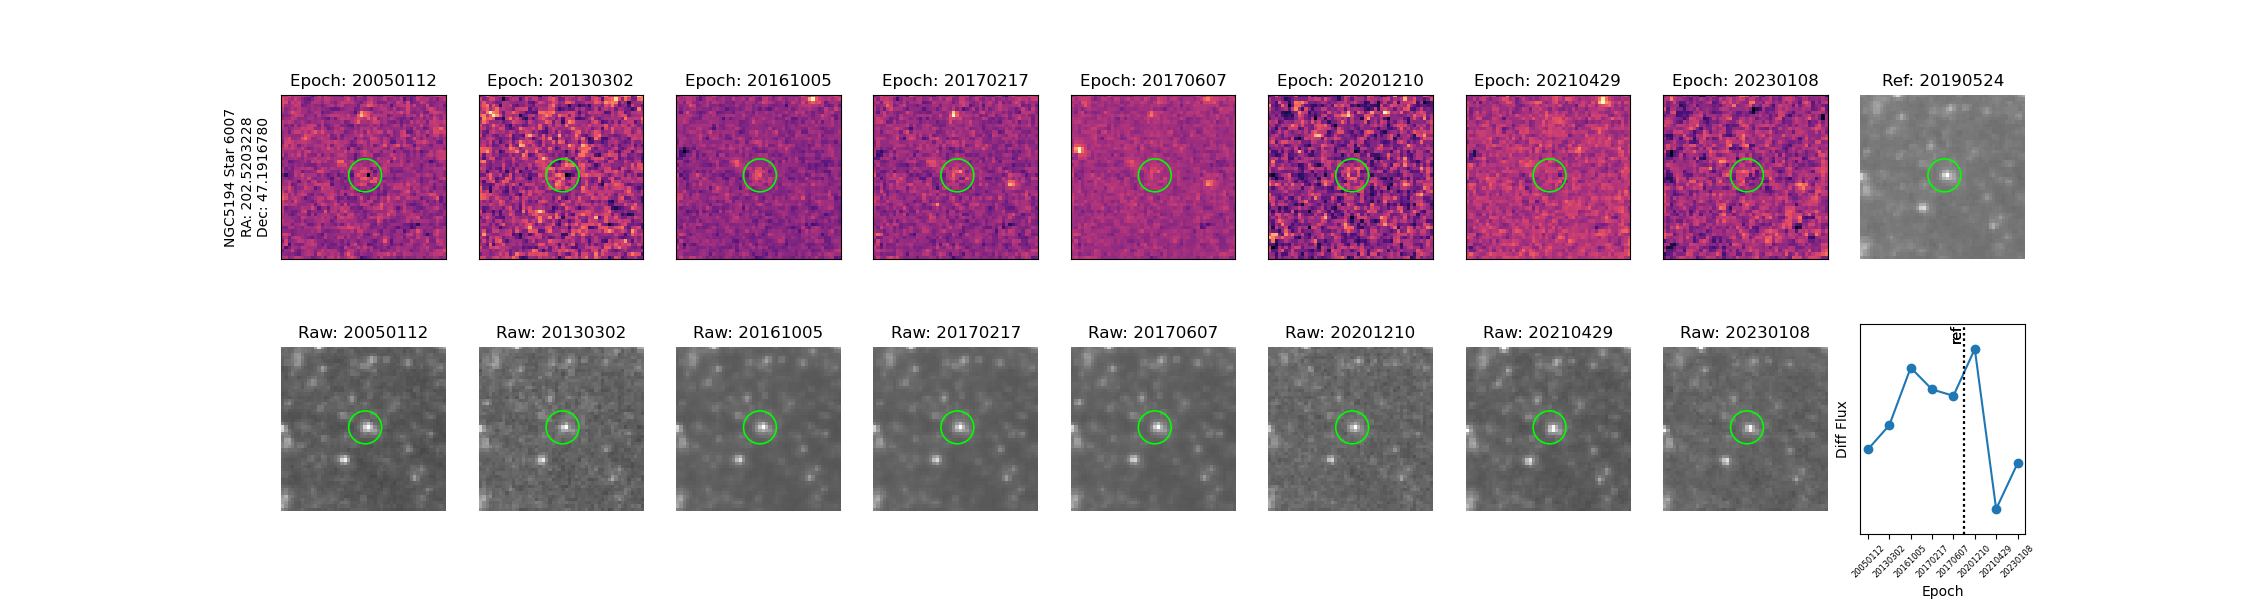 NGC5194 Star 6007
RA: 202.5203228
Dec: 47.1916780
Epoch: 20050112
Epoch: 20130302
Epoch: 20161005
Epoch: 20170217
Epoch: 20170607
Epoch: 20201210
Epoch: 20210429
Epoch: 20230108
Ref: 20190524
Raw: 20050112
Raw: 20130302
Raw: 20161005
Raw: 20170217
Raw: 20170607
Raw: 20201210
Raw: 20210429
Raw: 20230108
ref
Diff Flux
20050112
20130302
20161005
20170217
20170607
20201210
20210429
20230108
Epoch